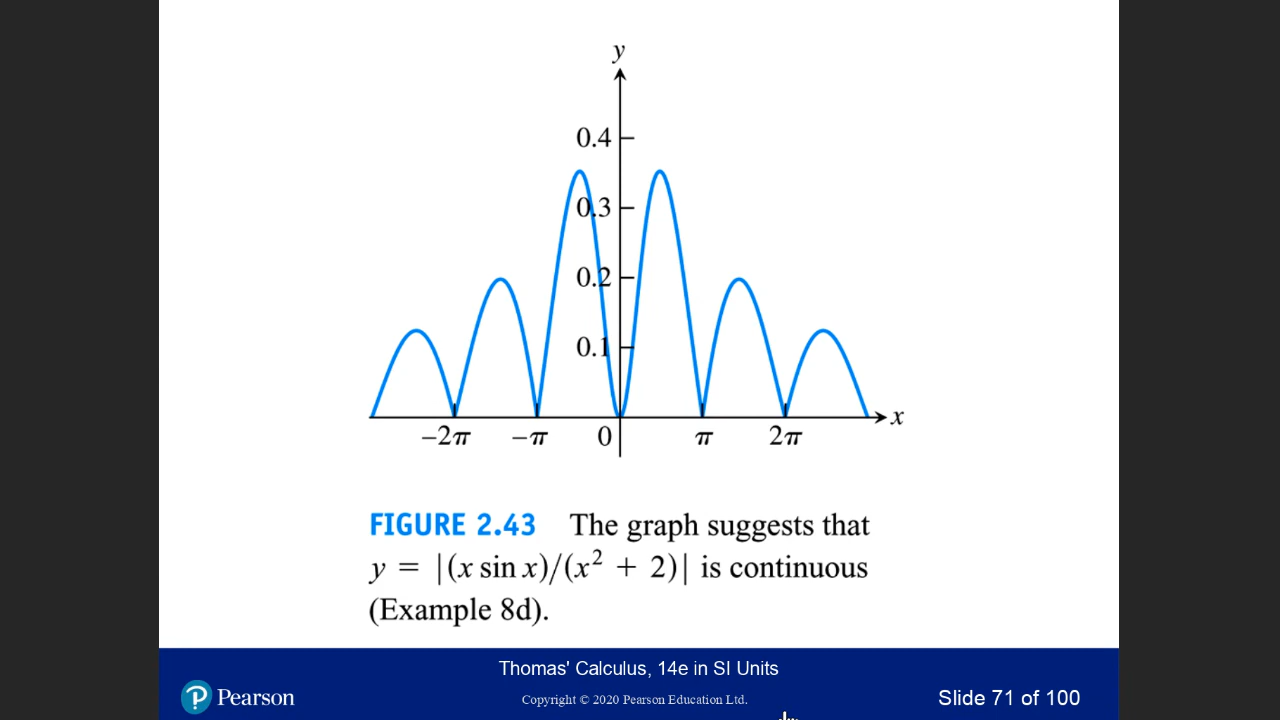 y
0.4
0.3
0.2
0.1
−2π −π 0 π 2π x
FIGURE 2.43 The graph suggests that
y = |(x sin x)/(x² + 2)| is continuous
(Example 8d).
Thomas' Calculus, 14e in SI Units
P Pearson
Copyright © 2020 Pearson Education Ltd.
Slide 71 of 100